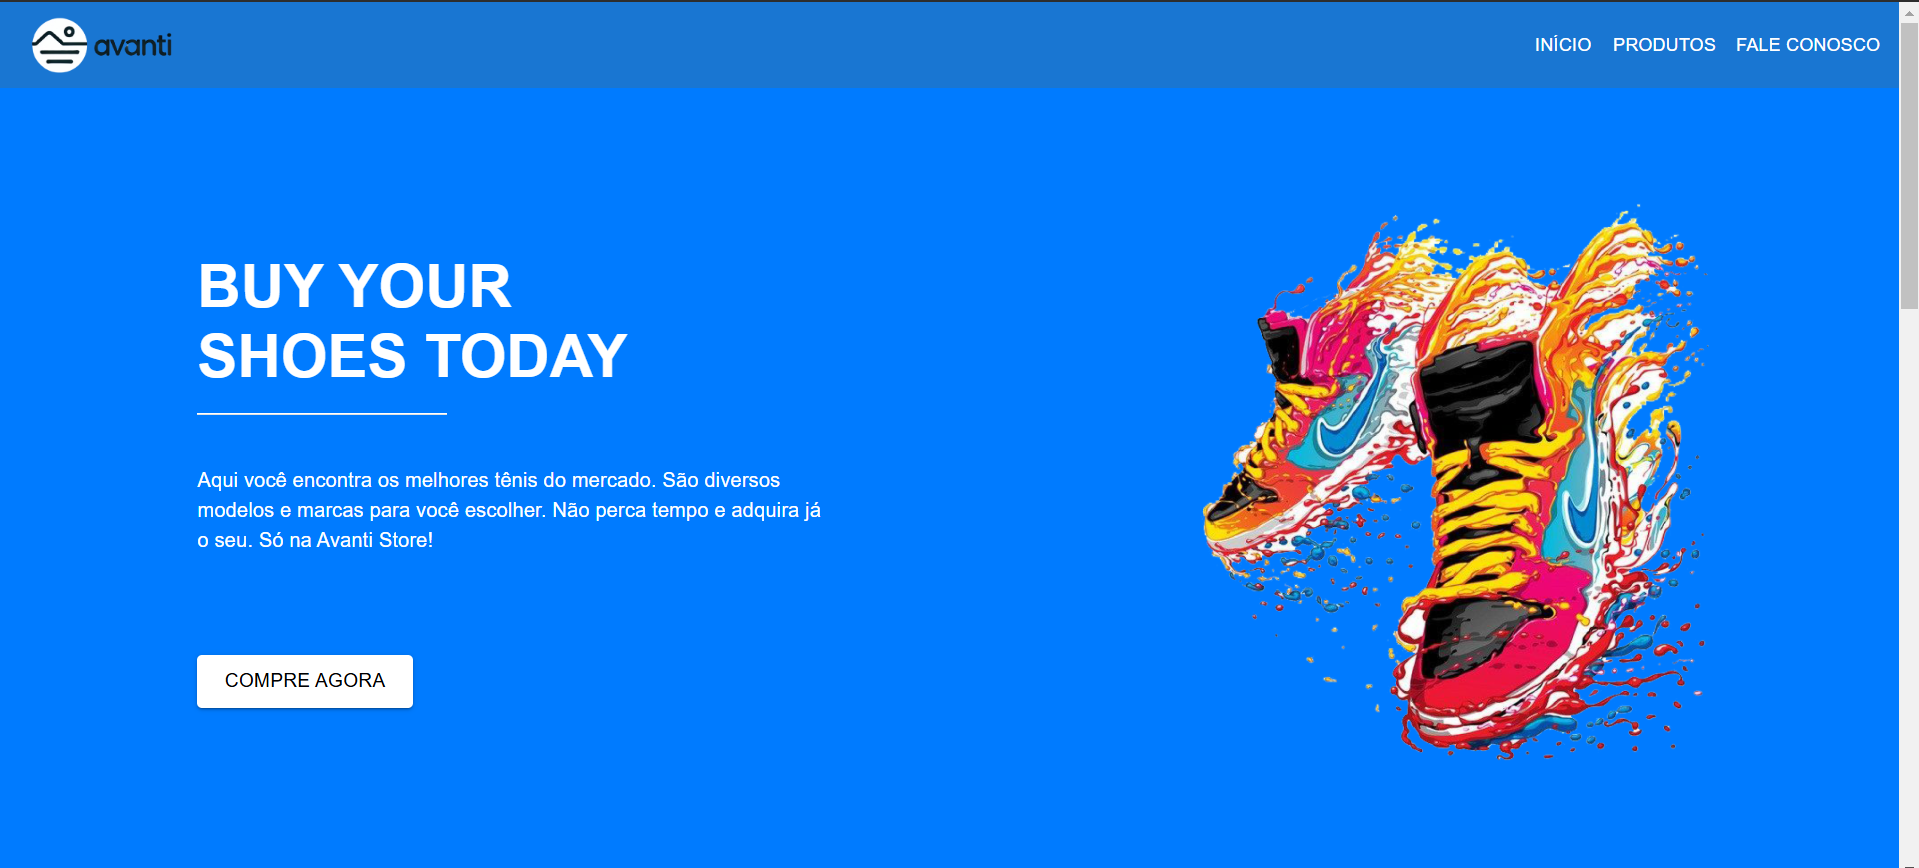 avanti
INÍCIO PRODUTOS FALE CONOSCO
BUY YOUR
SHOES TODAY
Aqui você encontra os melhores tênis do mercado. São diversos
modelos e marcas para você escolher. Não perca tempo e adquira já
o seu. Só na Avanti Store!
COMPRE AGORA